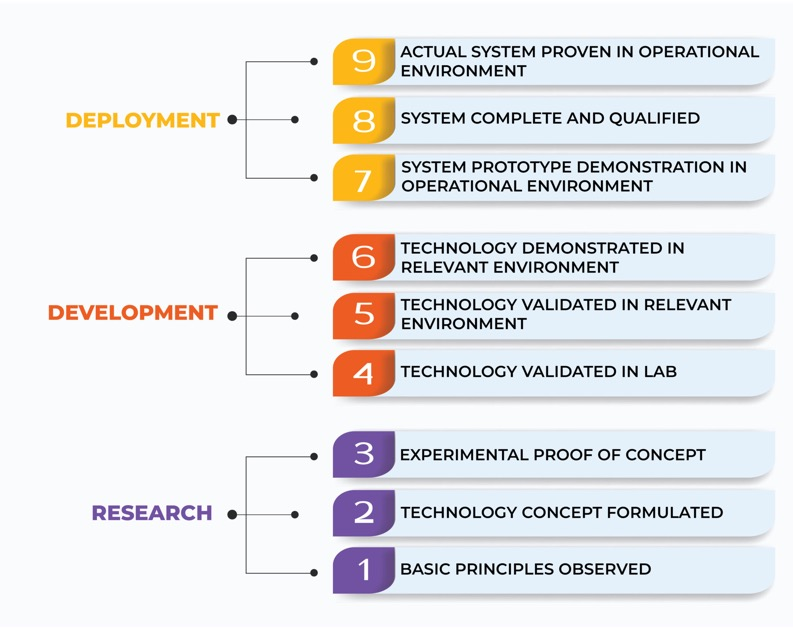 9
ACTUAL SYSTEM PROVEN IN OPERATIONAL
ENVIRONMENT
DEPLOYMENT
8
SYSTEM COMPLETE AND QUALIFIED
7
SYSTEM PROTOTYPE DEMONSTRATION IN
OPERATIONAL ENVIRONMENT
6
TECHNOLOGY DEMONSTRATED IN
RELEVANT ENVIRONMENT
DEVELOPMENT
5
TECHNOLOGY VALIDATED IN RELEVANT
ENVIRONMENT
4
TECHNOLOGY VALIDATED IN LAB
3
EXPERIMENTAL PROOF OF CONCEPT
RESEARCH
2
TECHNOLOGY CONCEPT FORMULATED
1
BASIC PRINCIPLES OBSERVED